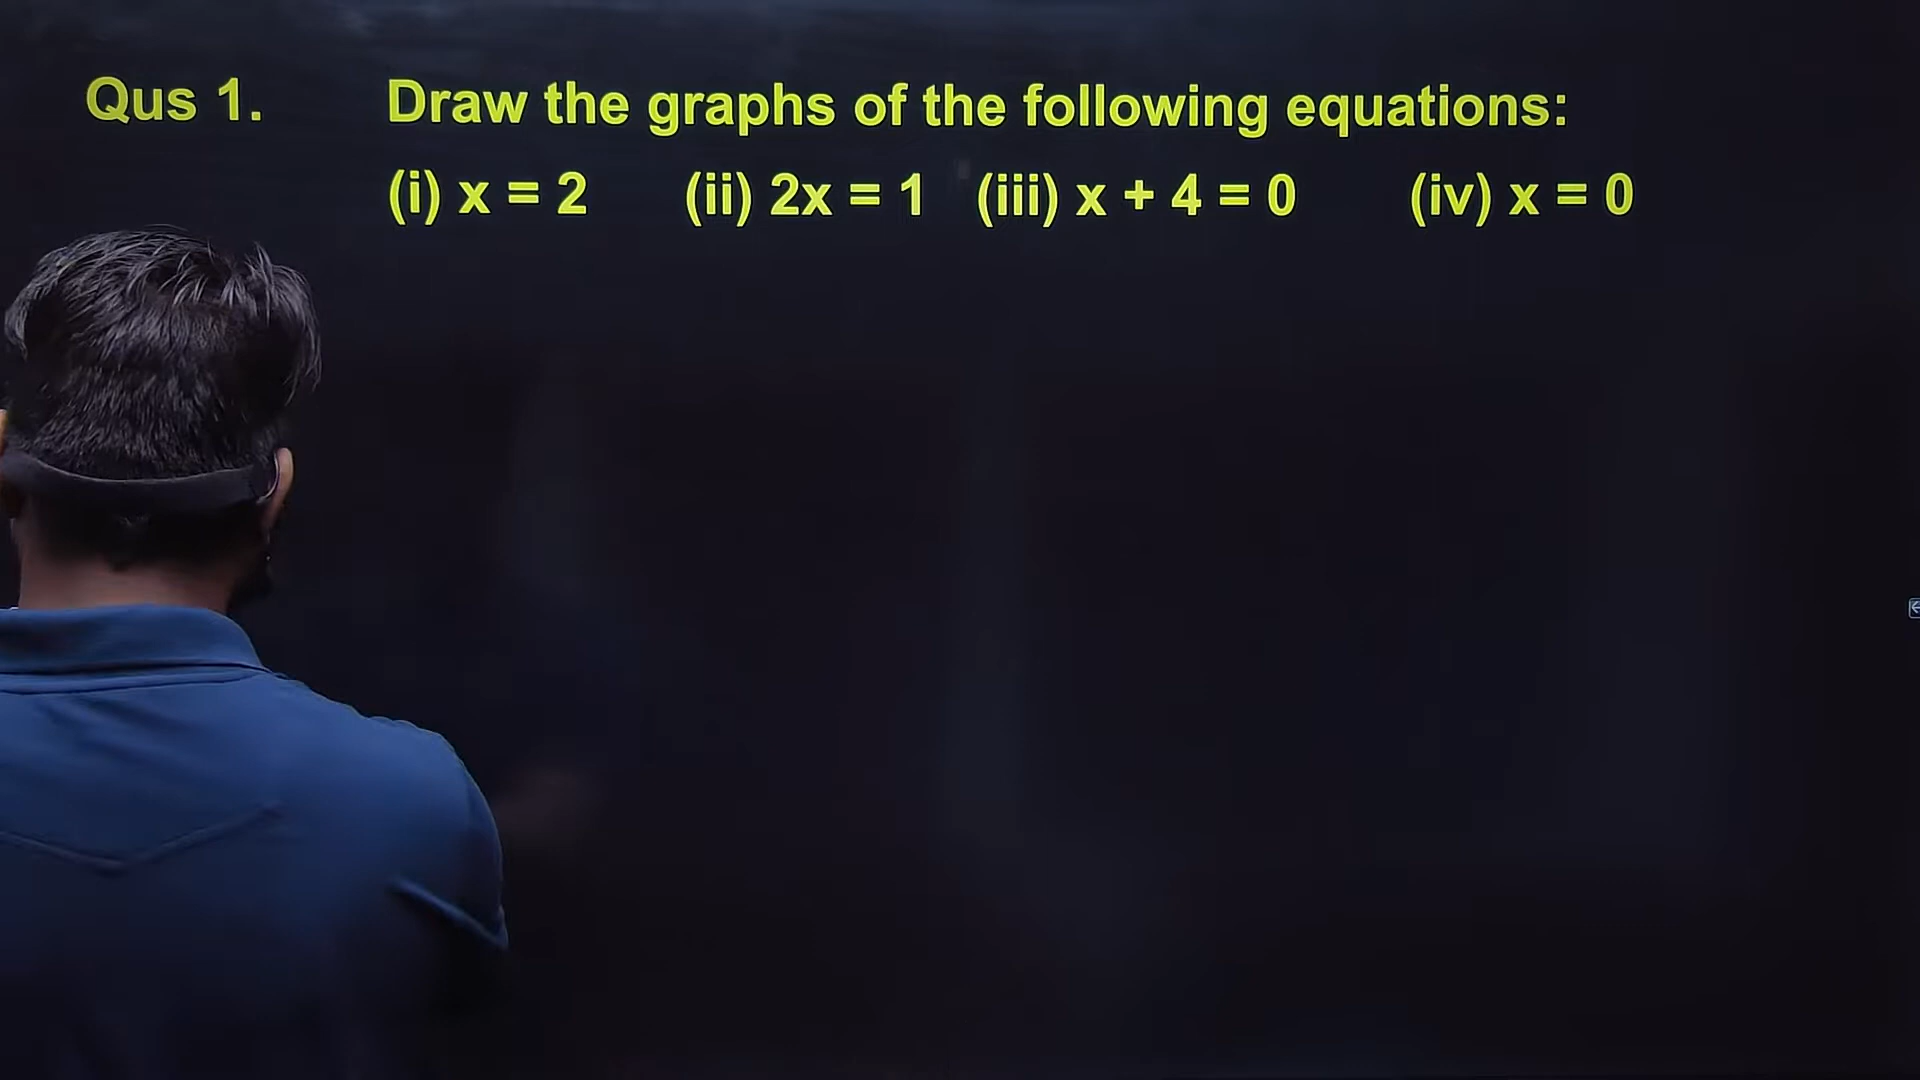 Qus 1. Draw the graphs of the following equations:
(i) x = 2 (ii) 2x = 1 (iii) x + 4 = 0 (iv) x = 0